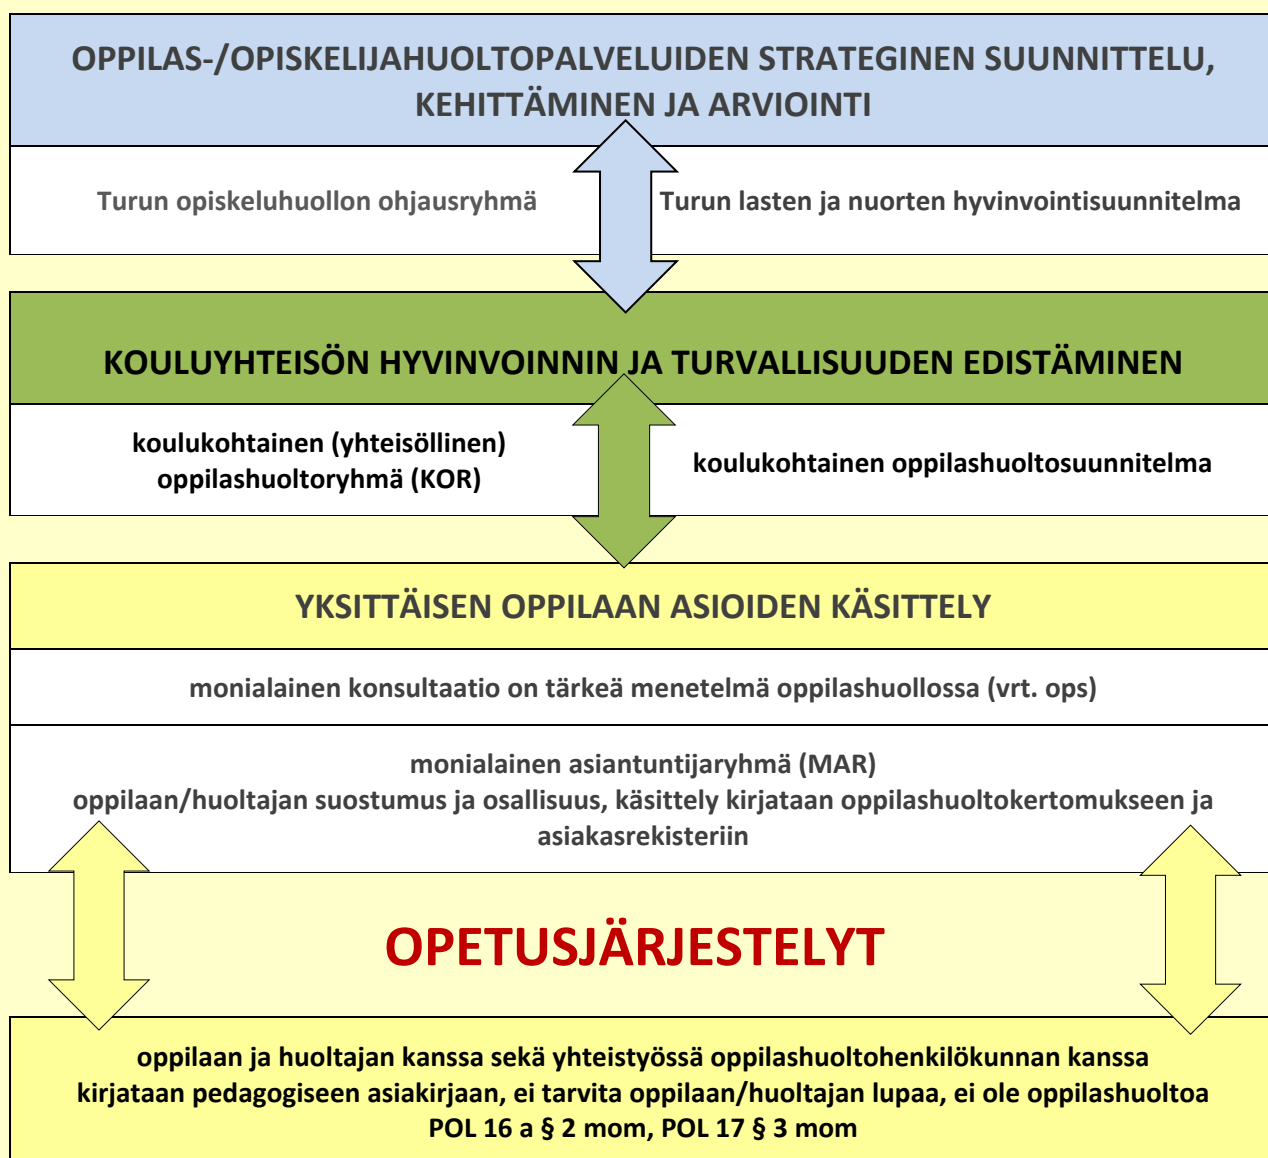 OPPILAS-/OPISKELIJAHUOLTOPALVELUIDEN STRATEGINEN SUUNNITTELU,
KEHITTÄMINEN JA ARVIOINTI
Turun opiskeluhuollon ohjausryhmä
Turun lasten ja nuorten hyvinvointisuunnitelma
KOULUYHTEISÖN HYVINVOINNIN JA TURVALLISUUDEN EDISTÄMINEN
koulukohtainen (yhteisöllinen)
oppilashuoltoryhmä (KOR)
koulukohtainen oppilashuoltosuunnitelma
YKSITTÄISEN OPPILAAN ASIOIDEN KÄSITTELY
monialainen konsultaatio on tärkeä menetelmä oppilashuollossa (vrt. ops)
monialainen asiantuntijaryhmä (MAR)
oppilaan/huoltajan suostumus ja osallisuus, käsittely kirjataan oppilashuoltokertomukseen ja
asiakasrekisteriin
OPETUSJÄRJESTELYT
oppilaan ja huoltajan kanssa sekä yhteistyössä oppilashuoltohenkilökunnan kanssa
kirjataan pedagogiseen asiakirjaan, ei tarvita oppilaan/huoltajan lupaa, ei ole oppilashuoltoa
POL 16 a § 2 mom, POL 17 § 3 mom